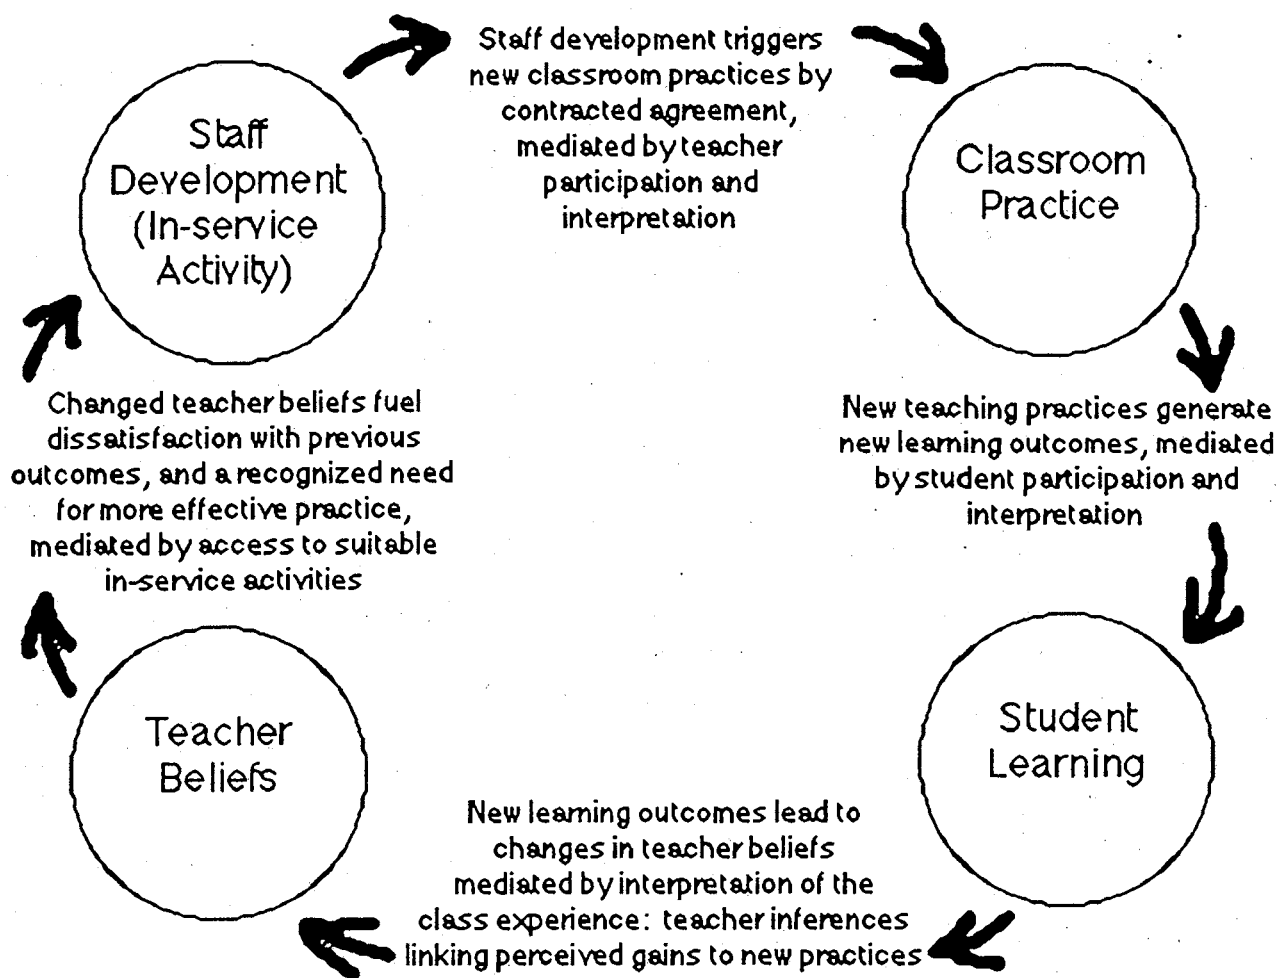 Staff
Development
(In-service
Activity)
Staff development triggers
new classroom practices by
contracted agreement,
mediated by teacher
participation and
interpretation
Classroom
Practice
New teaching practices generate
new learning outcomes, mediated
by student participation and
interpretation
Student
Learning
New learning outcomes lead to
changes in teacher beliefs
mediated by interpretation of the
class experience: teacher inferences
linking perceived gains to new practices
Teacher
Beliefs
Changed teacher beliefs fuel
dissatisfaction with previous
outcomes, and a recognized need
for more effective practice,
mediated by access to suitable
in-service activities